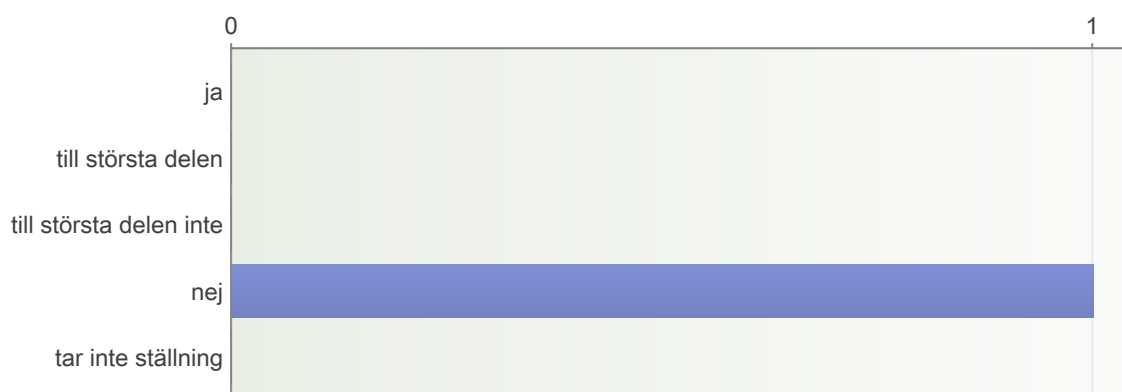 0 1
ja
till största delen
till största delen inte
nej
tar inte ställning